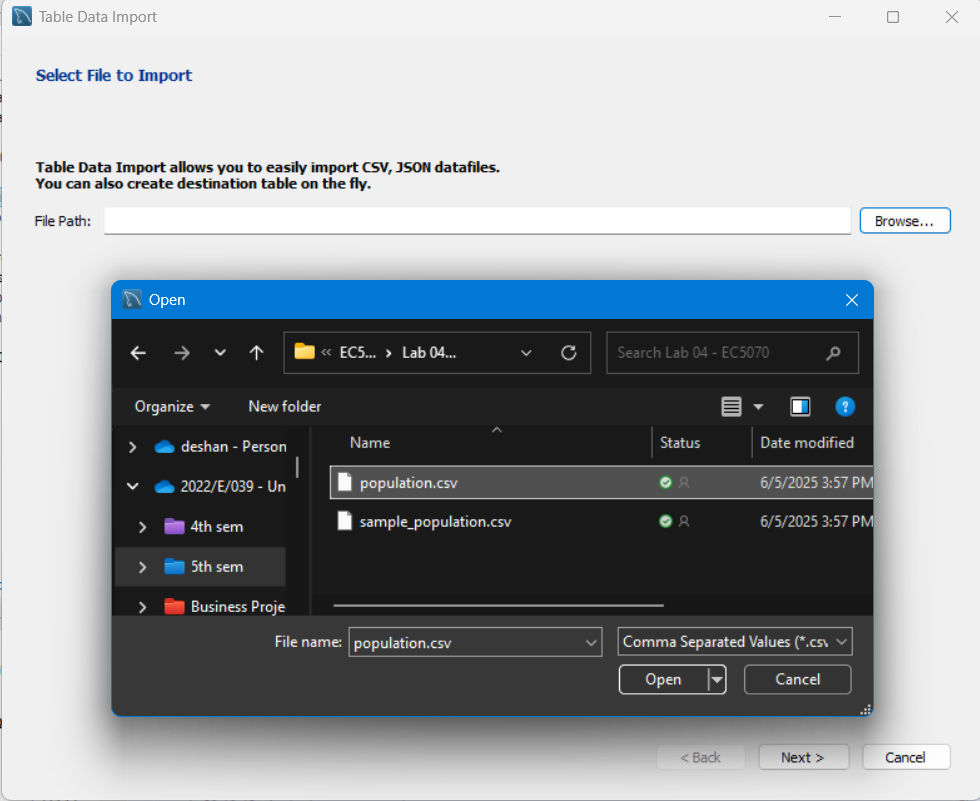 Table Data Import
Select File to Import
Table Data Import allows you to easily import CSV, JSON datafiles.
You can also create destination table on the fly.
File Path:
Browse...
Open
« EC5... › Lab 04...
Search Lab 04 - EC5070
Organize
New folder
Name
Status
Date modified
deshan - Person
2022/E/039 - Un
4th sem
5th sem
Business Proje
population.csv
6/5/2025 3:57 PM
sample_population.csv
6/5/2025 3:57 PM
File name:
population.csv
Comma Separated Values (*.csv
Open
Cancel
< Back
Next >
Cancel